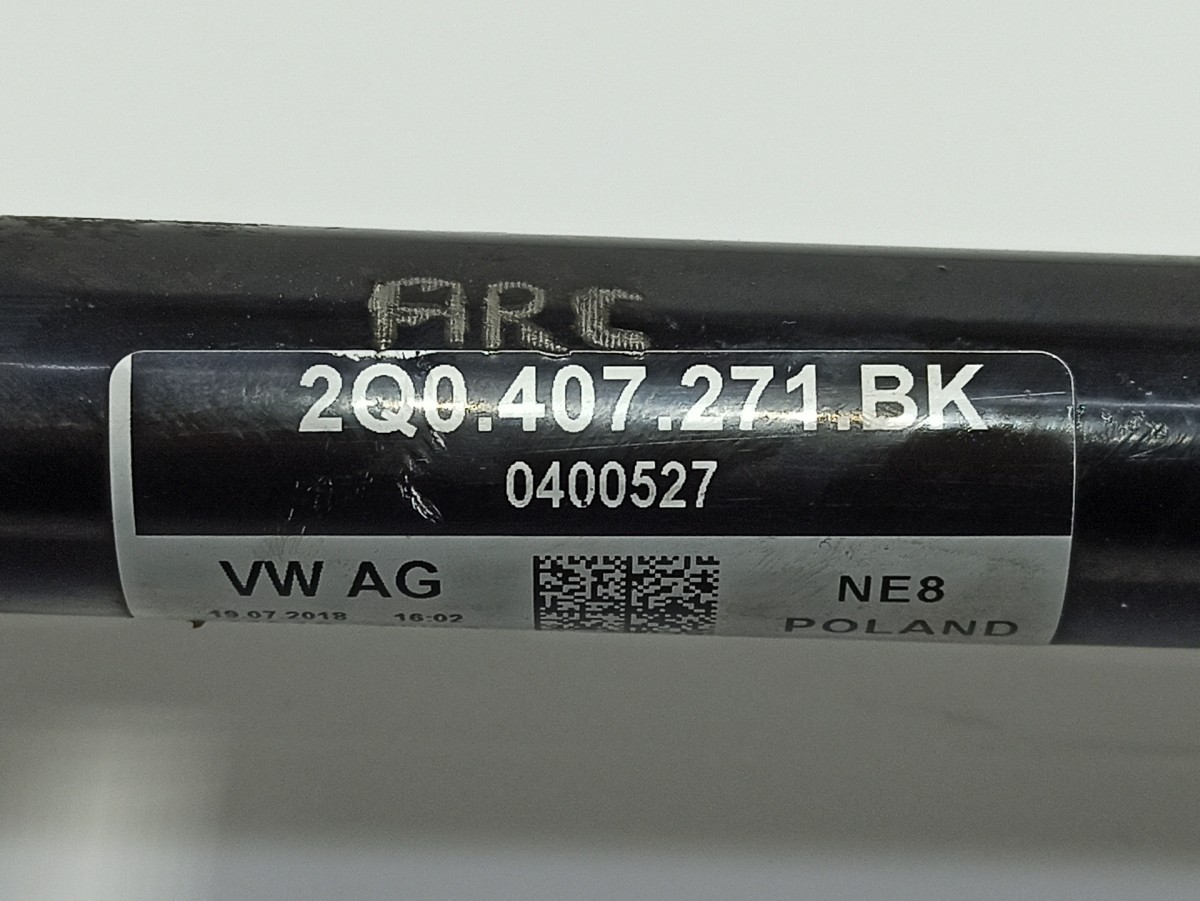 ARC
2Q0.407.271.BK
0400527
VW AG
NE8
19.07.2018 16:02
POLAND